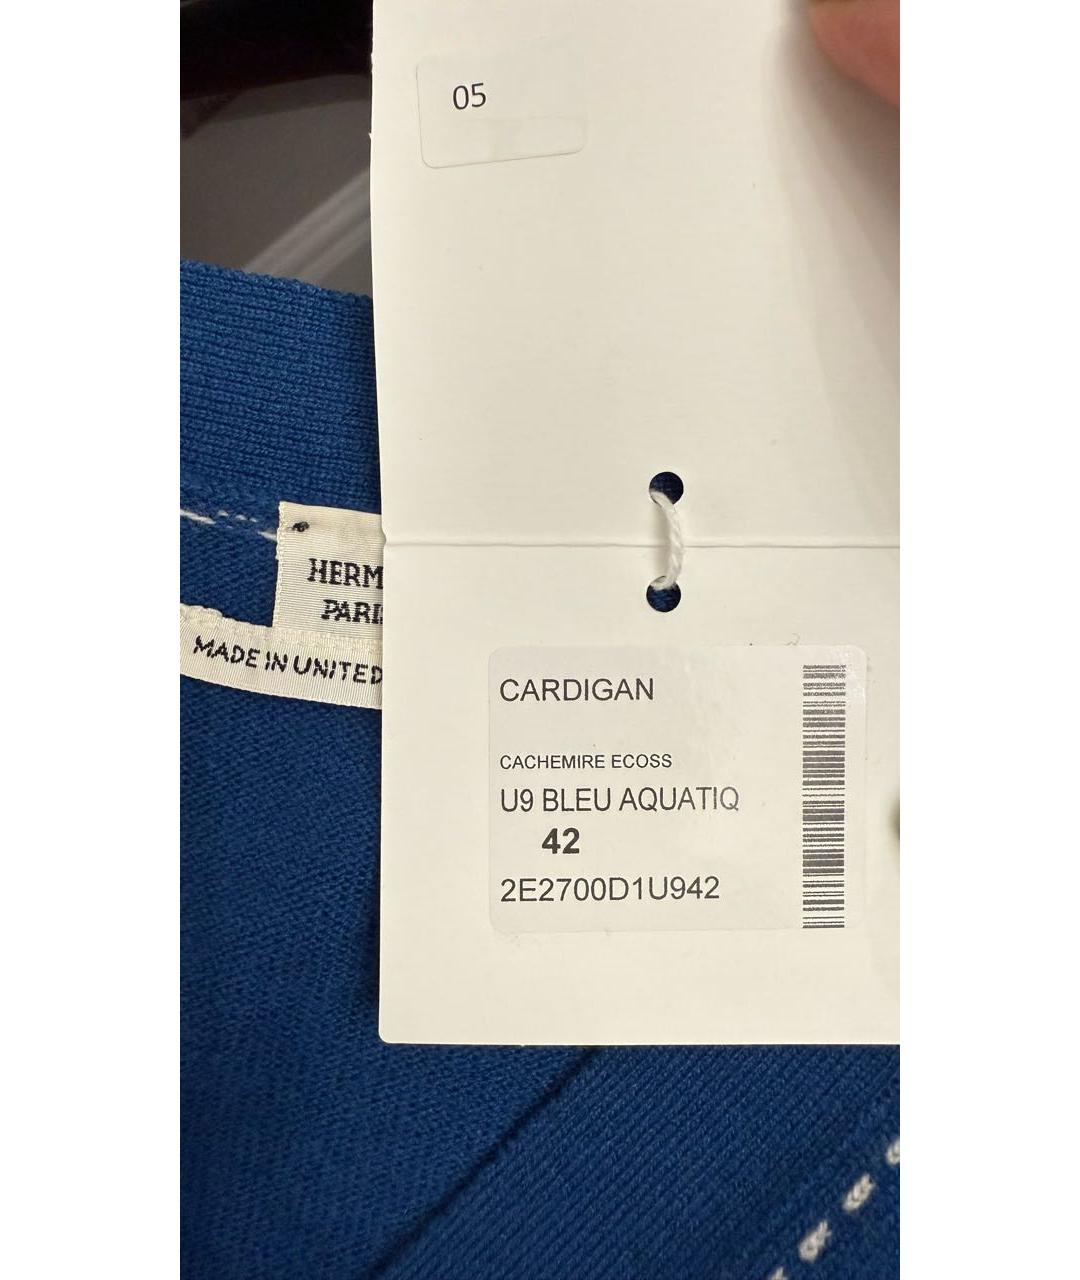 05
HERM
PARI
MADE IN UNITED
CARDIGAN
CACHEMIRE ECOSS
U9 BLEU AQUATIQ
42
2E2700D1U942